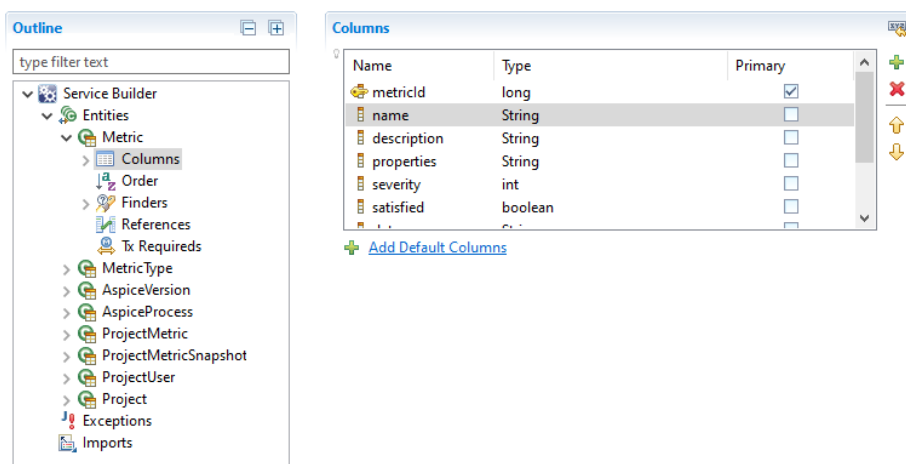 Outline
type filter text
Service Builder
Entities
Metric
Columns
Order
Finders
References
Tx Requireds
MetricType
AspiceVersion
AspiceProcess
ProjectMetric
ProjectMetricSnapshot
ProjectUser
Project
Exceptions
Imports
Columns
Name Type Primary
metricId long
name String
description String
properties String
severity int
satisfied boolean
Add Default Columns